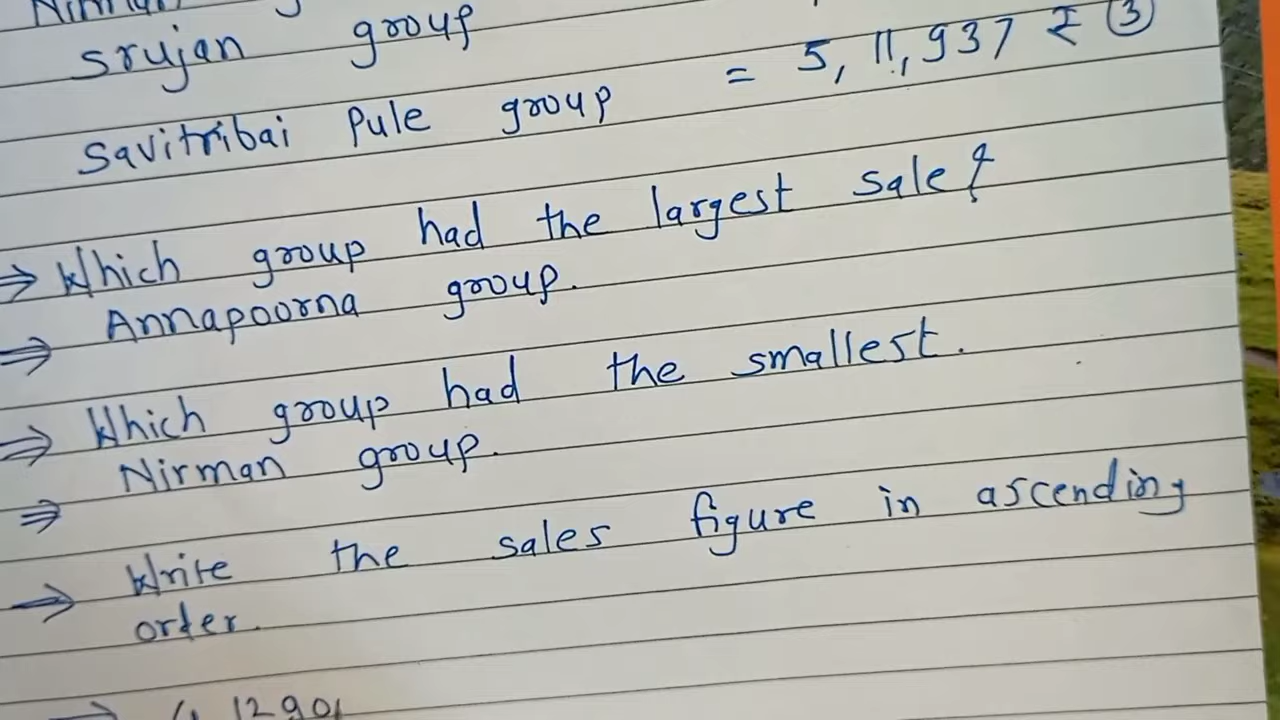 srujan group
Savitribai Pule group = 5,11,937 ₹ ③
⇒ Which group had the largest sale?
⇒ Annapoorna group.
⇒ Which group had the smallest.
⇒ Nirman group.
⇒ Write the sales figure in ascending
order.